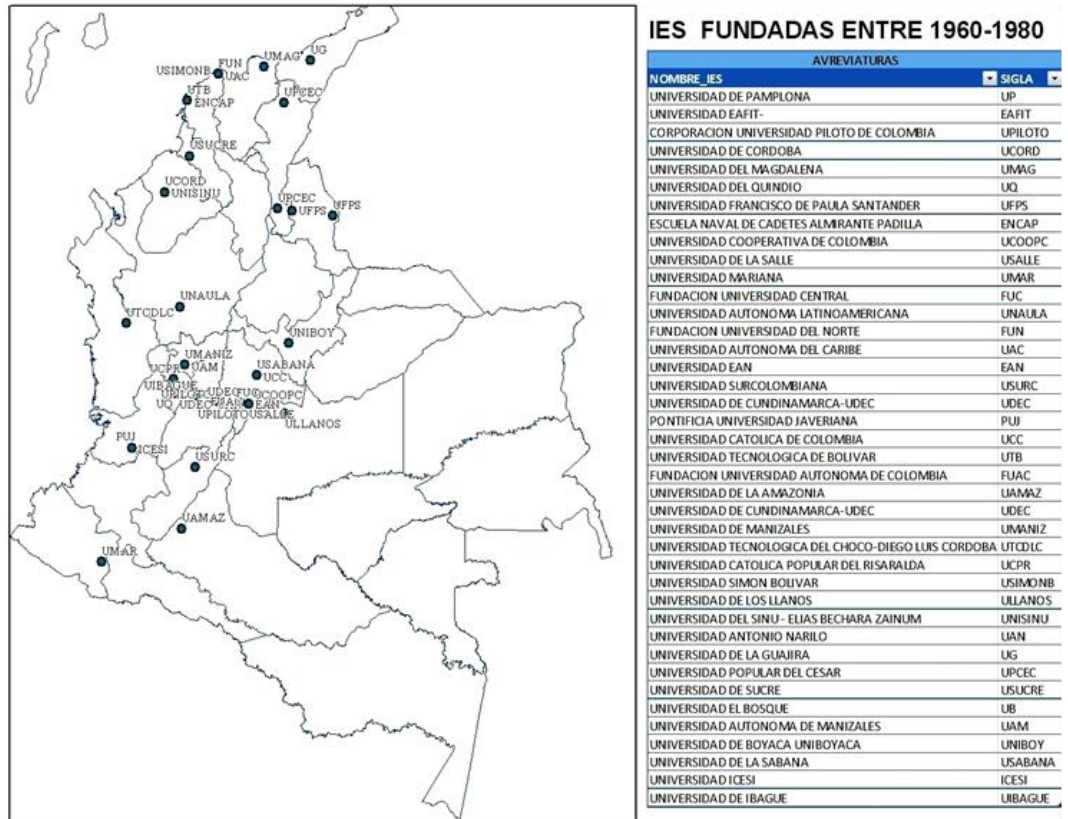 IES FUNDADAS ENTRE 1960-1980
AVREVIATURAS
NOMBRE_IES SIGLA
UNIVERSIDAD DE PAMPLONA UP
UNIVERSIDAD EAFIT- EAFIT
CORPORACION UNIVERSIDAD PILOTO DE COLOMBIA UPILOTO
UNIVERSIDAD DE CORDOBA UCORD
UNIVERSIDAD DEL MAGDALENA UMAG
UNIVERSIDAD DEL QUINDIO UQ
UNIVERSIDAD FRANCISCO DE PAULA SANTANDER UFPS
ESCUELA NAVAL DE CADETES ALMIRANTE PADILLA ENCAP
UNIVERSIDAD COOPERATIVA DE COLOMBIA UCOOPC
UNIVERSIDAD DE LA SALLE USALLE
UNIVERSIDAD MARIANA UMAR
FUNDACION UNIVERSIDAD CENTRAL FUC
UNIVERSIDAD AUTONOMA LATINOAMERICANA UNAULA
FUNDACION UNIVERSIDAD DEL NORTE FUN
UNIVERSIDAD AUTONOMA DEL CARIBE UAC
UNIVERSIDAD EAN EAN
UNIVERSIDAD SURCOLOMBIANA USURC
UNIVERSIDAD DE CUNDINAMARCA-UDEC UDEC
PONTIFICIA UNIVERSIDAD JAVERIANA PUJ
UNIVERSIDAD CATOLICA DE COLOMBIA UCC
UNIVERSIDAD TECNOLOGICA DE BOLIVAR UTB
FUNDACION UNIVERSIDAD AUTONOMA DE COLOMBIA FUAC
UNIVERSIDAD DE LA AMAZONIA UAMAZ
UNIVERSIDAD DE CUNDINAMARCA-UDEC UDEC
UNIVERSIDAD DE MANIZALES UMANIZ
UNIVERSIDAD TECNOLOGICA DEL CHOCO-DIEGO LUIS CORDOBA UTCDLC
UNIVERSIDAD CATOLICA POPULAR DEL RISARALDA UCPR
UNIVERSIDAD SIMON BOLIVAR USIMONB
UNIVERSIDAD DE LOS LLANOS ULLANOS
UNIVERSIDAD DEL SINU - ELIAS BECHARA ZAINUM UNISINU
UNIVERSIDAD ANTONIO NARILO UAN
UNIVERSIDAD DE LA GUAJIRA UG
UNIVERSIDAD POPULAR DEL CESAR UPCEC
UNIVERSIDAD DE SUCRE USUCRE
UNIVERSIDAD EL BOSQUE UB
UNIVERSIDAD AUTONOMA DE MANIZALES UAM
UNIVERSIDAD DE BOYACA UNIBOYACA UNIBOY
UNIVERSIDAD DE LA SABANA USABANA
UNIVERSIDAD ICESI ICESI
UNIVERSIDAD DE IBAGUE UIBAGUE
UG
UMAG
FUN
USIMONB
UAC
UTB
ENCAP
UPCEC
USUCRE
UCORD
UNISINU
UPCEC
UFPS
UFPS
UNAULA
UTCDLC
UNIBOY
UMANIZ
UAM
UCPR
USABANA
UCC
UIBAGUE
UDEC
FUC
UCOOPC
UQ
UDEC
EAN
UPILOTO
USALLE
ULLANOS
PUJ
ICESI
USURC
UAMAZ
UMAR